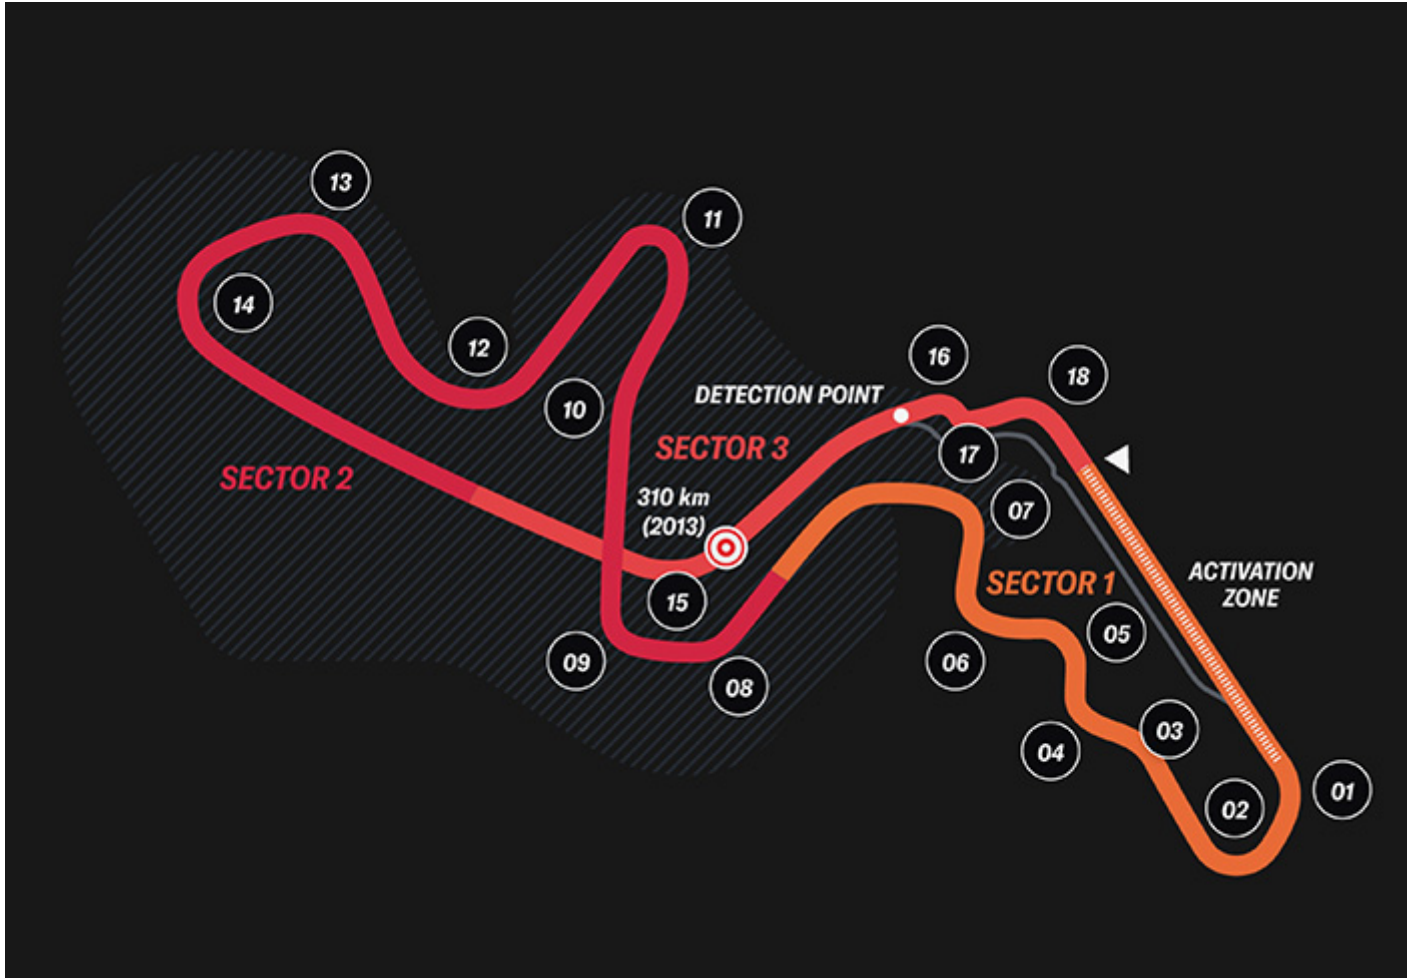 13
11
14
12
16
18
10
DETECTION POINT
SECTOR 3
17
SECTOR 2
310 km
(2013)
07
ACTIVATION
ZONE
SECTOR 1
15
05
09
06
08
03
04
01
02